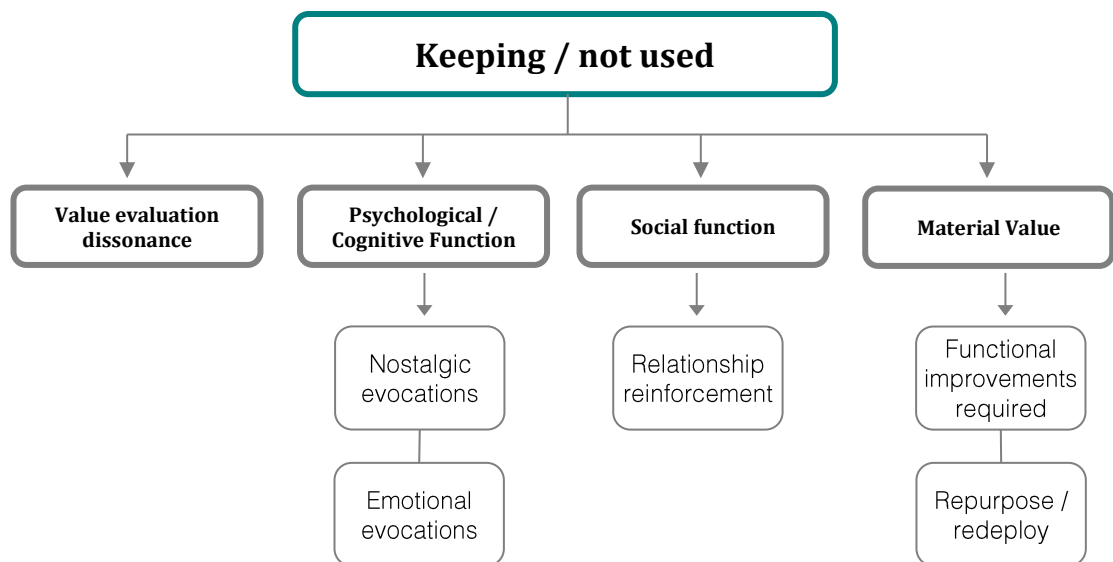 Keeping / not used
Value evaluation
dissonance
Psychological /
Cognitive Function
Social function
Material Value
Nostalgic
evocations
Relationship
reinforcement
Functional
improvements
required
Emotional
evocations
Repurpose /
redeploy